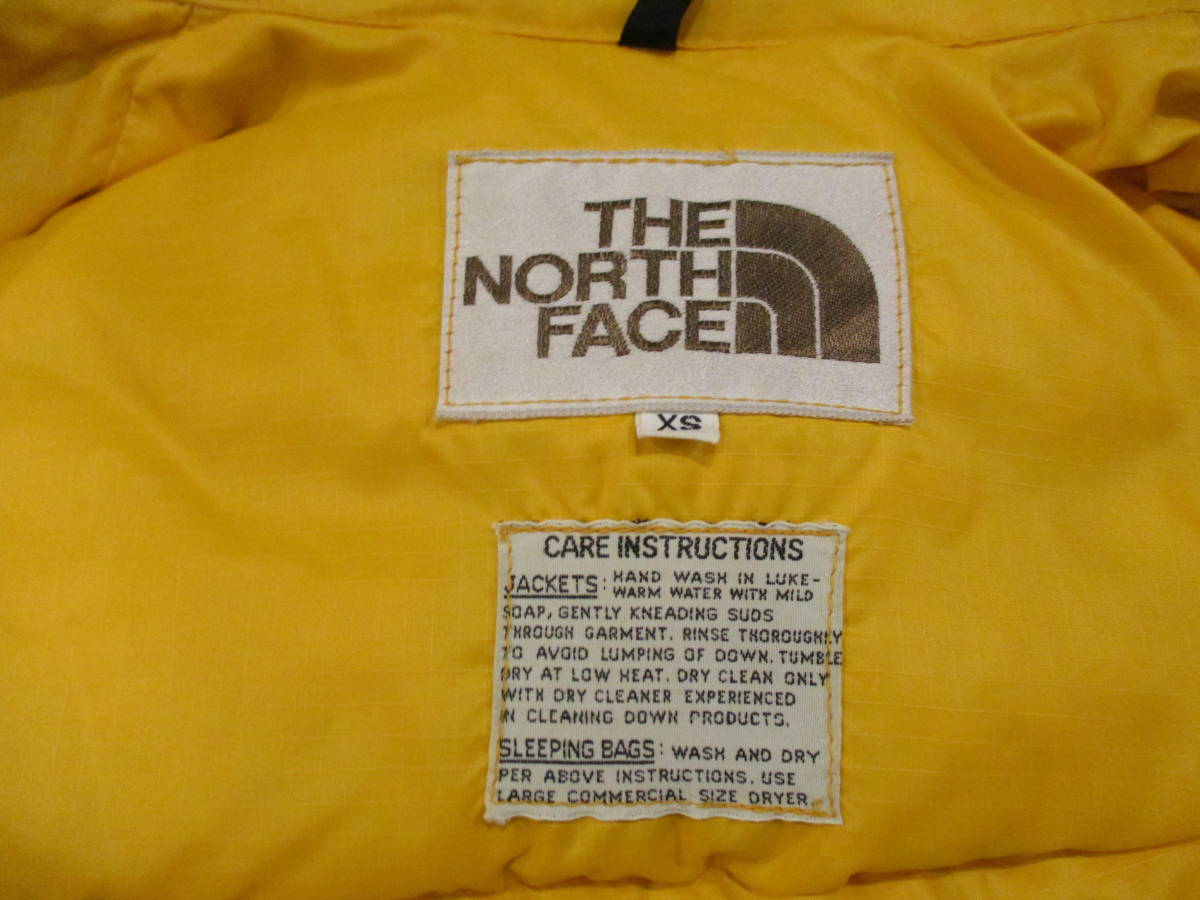 THE
NORTH
FACE
XS
CARE INSTRUCTIONS
JACKETS: HAND WASH IN LUKE-
WARM WATER WITH MILD
SOAP, GENTLY KNEADING SUDS
THROUGH GARMENT. RINSE THOROUGHLY
TO AVOID LUMPING OF DOWN. TUMBLE
DRY AT LOW HEAT. DRY CLEAN ONLY
WITH DRY CLEANER EXPERIENCED
IN CLEANING DOWN PRODUCTS.
SLEEPING BAGS: WASH AND DRY
PER ABOVE INSTRUCTIONS. USE
LARGE COMMERCIAL SIZE DRYER.